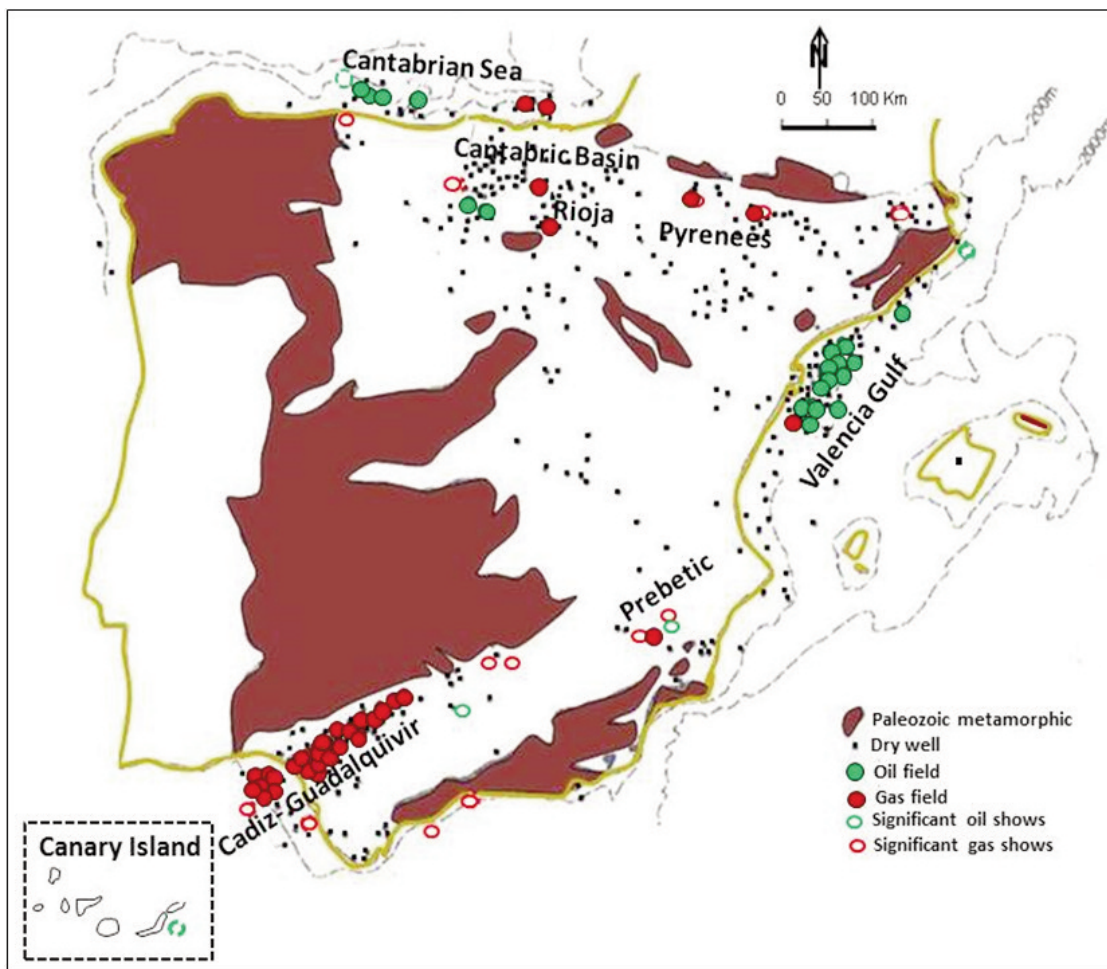 Cantabrian Sea
N
0 50 100 Km
200m
2000m
Cantabric Basin
Rioja
Pyrenees
Valencia Gulf
Prebetic
Cadiz- Guadalquivir
Paleozoic metamorphic
Dry well
Oil field
Gas field
Significant oil shows
Significant gas shows
Canary Island